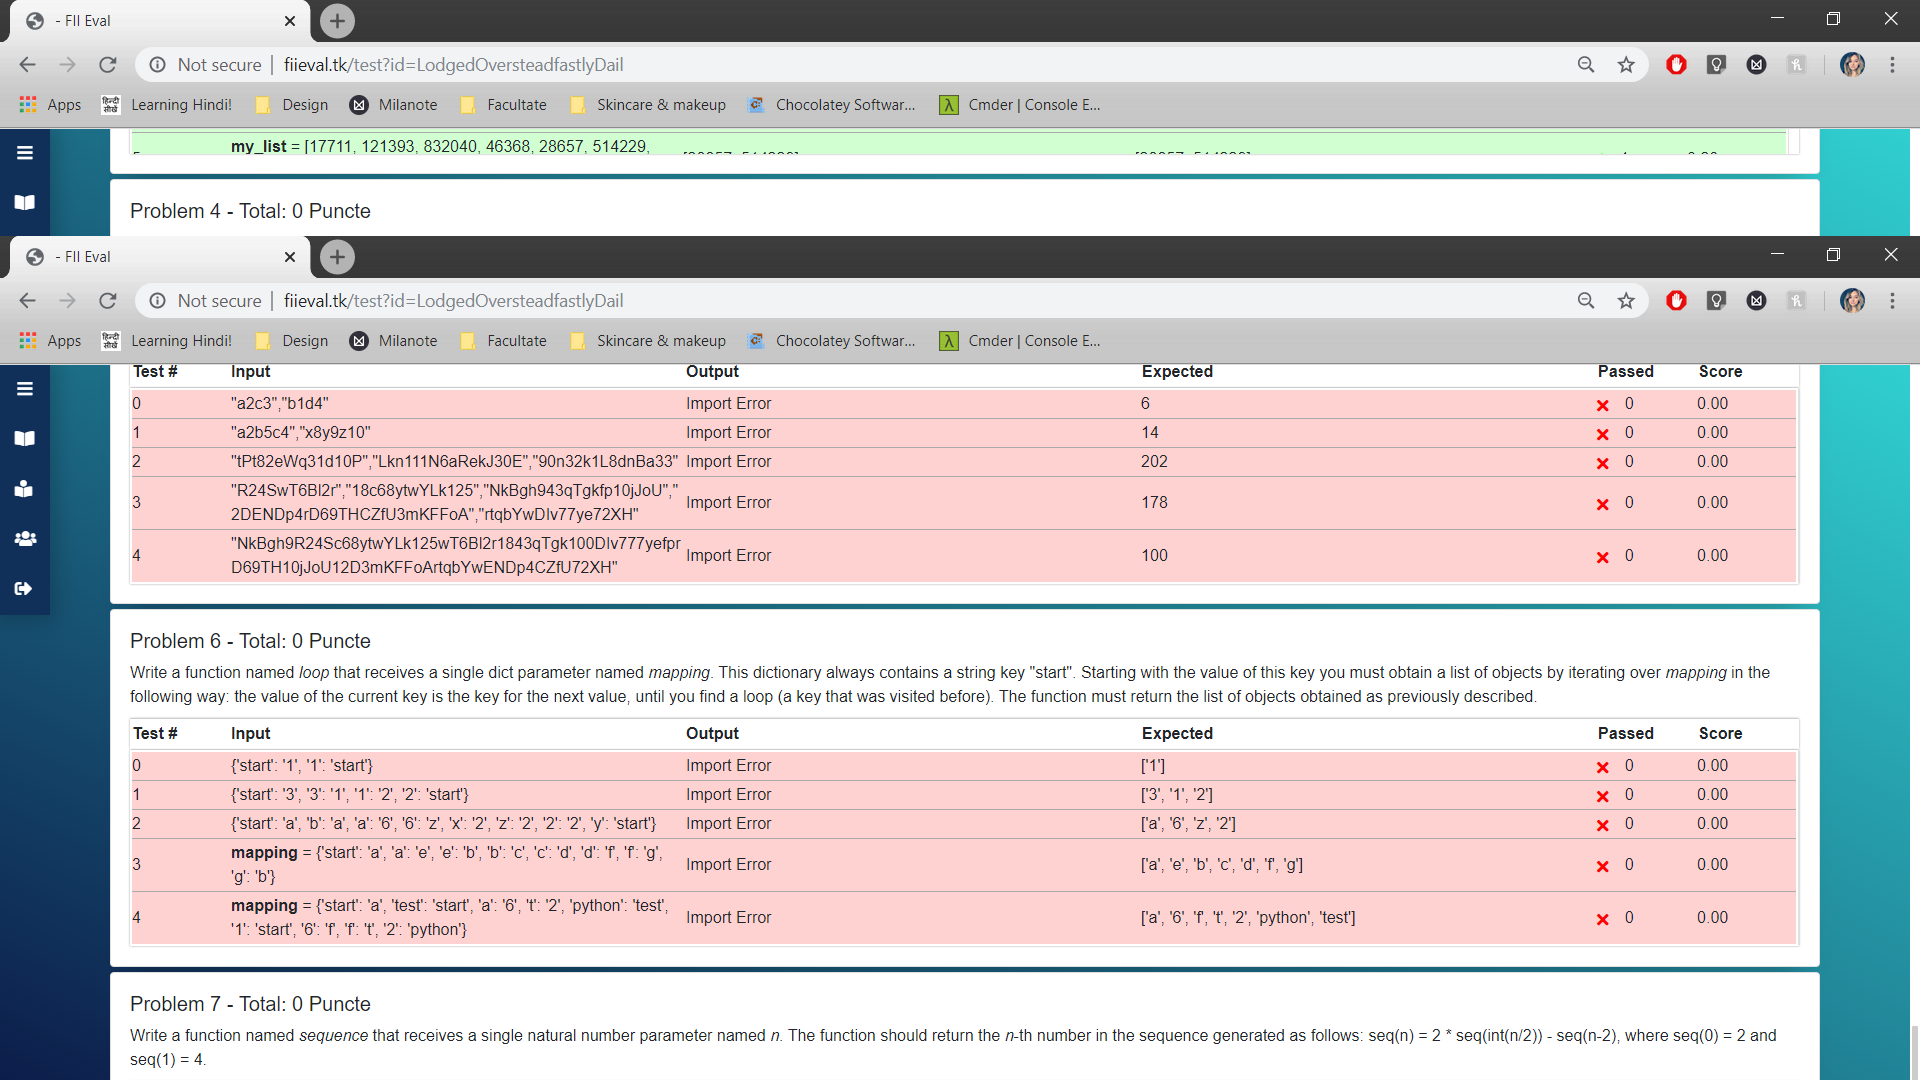 - FII Eval
Not secure | fiieval.tk/test?id=LodgedOversteadfastlyDail
Apps
हिन्दी सीखें
Learning Hindi!
Design
Milanote
Facultate
Skincare & makeup
Chocolatey Softwar...
λ
Cmder | Console E...
my_list = [17711, 121393, 832040, 46368, 28657, 514229,
Problem 4 - Total: 0 Puncte
- FII Eval
Not secure | fiieval.tk/test?id=LodgedOversteadfastlyDail
Apps
हिन्दी सीखें
Learning Hindi!
Design
Milanote
Facultate
Skincare & makeup
Chocolatey Softwar...
λ
Cmder | Console E...
Test # Input Output Expected Passed Score
0 "a2c3","b1d4" Import Error 6 0 0.00
1 "a2b5c4","x8y9z10" Import Error 14 0 0.00
2 "tPt82eWq31d10P","Lkn111N6aRekJ30E","90n32k1L8dnBa33" Import Error 202 0 0.00
3 "R24SwT6BI2r","18c68ytwYLk125","NkBgh943qTgkfp10jJoU","
2DENDp4rD69THCZfU3mKFFoA","rtqbYwDIv77ye72XH" Import Error 178 0 0.00
4 "NkBgh9R24Sc68ytwYLk125wT6BI2r1843qTgk100DIv777yefpr
D69TH10jJoU12D3mKFFoArtqbYwENDp4CZfU72XH" Import Error 100 0 0.00
Problem 6 - Total: 0 Puncte
Write a function named loop that receives a single dict parameter named mapping. This dictionary always contains a string key "start". Starting with the value of this key you must obtain a list of objects by iterating over mapping in the
following way: the value of the current key is the key for the next value, until you find a loop (a key that was visited before). The function must return the list of objects obtained as previously described.
Test # Input Output Expected Passed Score
0 {'start': '1', '1': 'start'} Import Error ['1'] 0 0.00
1 {'start': '3', '3': '1', '1': '2', '2': 'start'} Import Error ['3', '1', '2'] 0 0.00
2 {'start': 'a', 'b': 'a', 'a': '6', '6': 'z', 'x': '2', 'z': '2', '2': '2', 'y': 'start'} Import Error ['a', '6', 'z', '2'] 0 0.00
3 mapping = {'start': 'a', 'a': 'e', 'e': 'b', 'b': 'c', 'c': 'd', 'd': 'f', 'f': 'g',
'g': 'b'} Import Error ['a', 'e', 'b', 'c', 'd', 'f', 'g'] 0 0.00
4 mapping = {'start': 'a', 'test': 'start', 'a': '6', 't': '2', 'python': 'test',
'1': 'start', '6': 'f', 'f': 't', '2': 'python'} Import Error ['a', '6', 'f', 't', '2', 'python', 'test'] 0 0.00
Problem 7 - Total: 0 Puncte
Write a function named sequence that receives a single natural number parameter named n. The function should return the n-th number in the sequence generated as follows: seq(n) = 2 * seq(int(n/2)) - seq(n-2), where seq(0) = 2 and
seq(1) = 4.